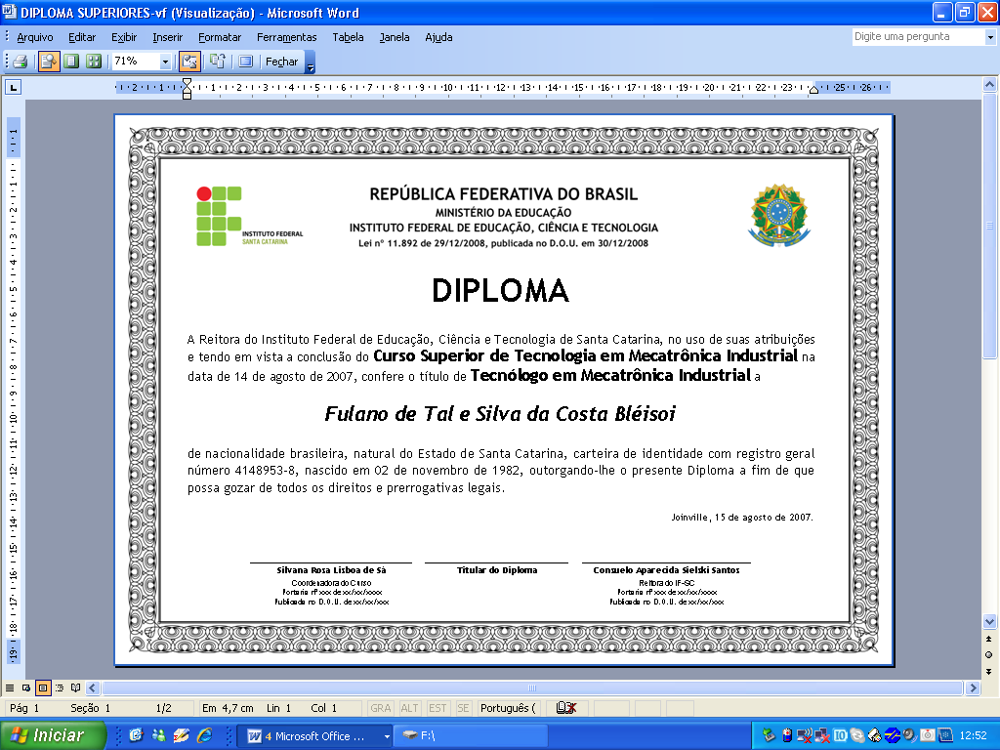 DIPLOMA SUPERIORES-vf (Visualização) - Microsoft Word
Arquivo Editar Exibir Inserir Formatar Ferramentas Tabela Janela Ajuda
Digite uma pergunta
71% Fechar
INSTITUTO FEDERAL
SANTA CATARINA
REPÚBLICA FEDERATIVA DO BRASIL
MINISTÉRIO DA EDUCAÇÃO
INSTITUTO FEDERAL DE EDUCAÇÃO, CIÊNCIA E TECNOLOGIA
Lei nº 11.892 de 29/12/2008, publicada no D.O.U. em 30/12/2008
DIPLOMA
A Reitora do Instituto Federal de Educação, Ciência e Tecnologia de Santa Catarina, no uso de suas atribuições
e tendo em vista a conclusão do Curso Superior de Tecnologia em Mecatrônica Industrial na
data de 14 de agosto de 2007, confere o título de Tecnólogo em Mecatrônica Industrial a
Fulano de Tal e Silva da Costa Bléisoi
de nacionalidade brasileira, natural do Estado de Santa Catarina, carteira de identidade com registro geral
número 4148953-8, nascido em 02 de novembro de 1982, outorgando-lhe o presente Diploma a fim de que
possa gozar de todos os direitos e prerrogativas legais.
Joinville, 15 de agosto de 2007.
Silvana Rosa Lisboa de Sá
Coordenadora do Curso
Portaria nº xxx de xx/xx/xxxx
Publicada no D.O.U. de xx/xx/xxx
Titular do Diploma
Consuelo Aparecida Sielski Santos
Reitora do IF-SC
Portaria nº xxx de xx/xx/xxxx
Publicada no D.O.U. de xx/xx/xxx
Pág 1 Seção 1 1/2 Em 4,7 cm Lin 1 Col 1 GRA ALT EST SE Português (
Iniciar 4 Microsoft Office ... F:\ 12:52